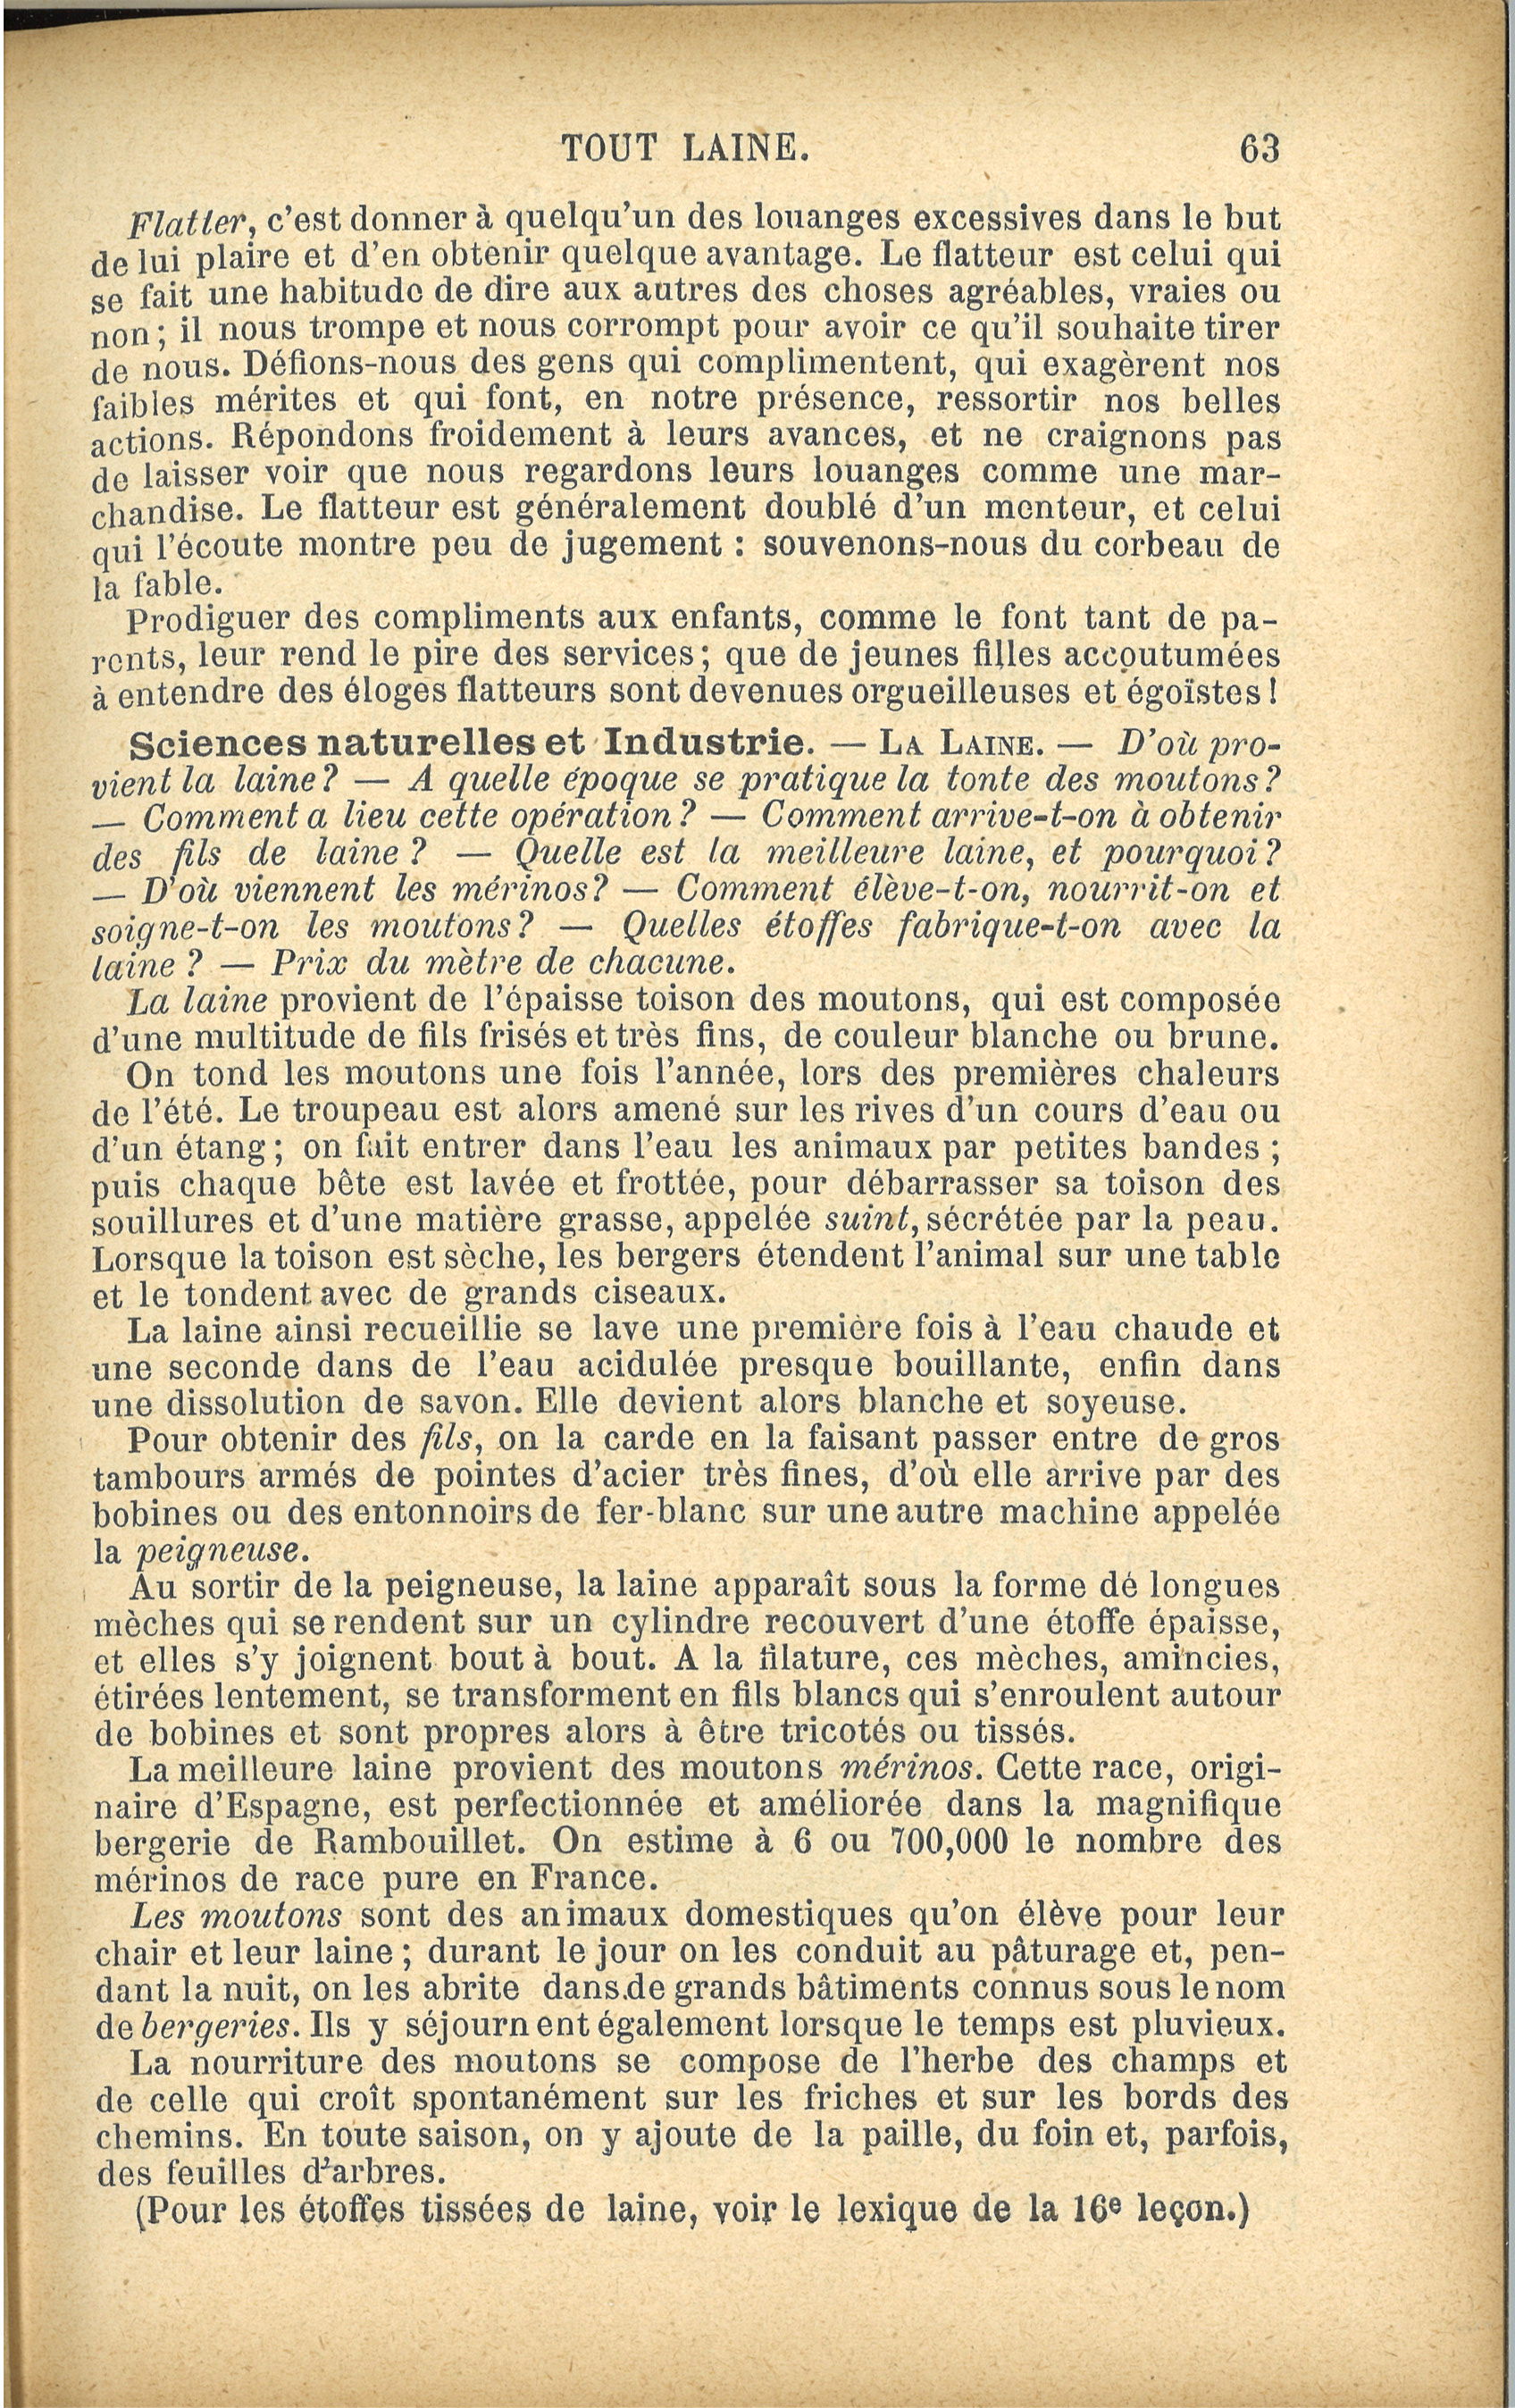 TOUT LAINE. 63
Flatter, c'est donner à quelqu'un des louanges excessives dans le but
de lui plaire et d'en obtenir quelque avantage. Le flatteur est celui qui
se fait une habitude de dire aux autres des choses agréables, vraies ou
non; il nous trompe et nous corrompt pour avoir ce qu'il souhaite tirer
de nous. Défions-nous des gens qui complimentent, qui exagèrent nos
faibles mérites et qui font, en notre présence, ressortir nos belles
actions. Répondons froidement à leurs avances, et ne craignons pas
de laisser voir que nous regardons leurs louanges comme une mar-
chandise. Le flatteur est généralement doublé d'un menteur, et celui
qui l'écoute montre peu de jugement : souvenons-nous du corbeau de
la fable.
Prodiguer des compliments aux enfants, comme le font tant de pa-
rents, leur rend le pire des services; que de jeunes filles accoutumées
à entendre des éloges flatteurs sont devenues orgueilleuses et égoïstes!
Sciences naturelles et Industrie. — LA LAINE. — D'où pro-
vient la laine? — A quelle époque se pratique la tonte des moutons?
— Comment a lieu cette opération? — Comment arrive-t-on à obtenir
des fils de laine? — Quelle est la meilleure laine, et pourquoi?
— D'où viennent les mérinos? — Comment élève-t-on, nourrit-on et
soigne-t-on les moutons? — Quelles étoffes fabrique-t-on avec la
laine? — Prix du mètre de chacune.
La laine provient de l'épaisse toison des moutons, qui est composée
d'une multitude de fils frisés et très fins, de couleur blanche ou brune.
On tond les moutons une fois l'année, lors des premières chaleurs
de l'été. Le troupeau est alors amené sur les rives d'un cours d'eau ou
d'un étang; on fait entrer dans l'eau les animaux par petites bandes;
puis chaque bête est lavée et frottée, pour débarrasser sa toison des
souillures et d'une matière grasse, appelée suint, sécrétée par la peau.
Lorsque la toison est sèche, les bergers étendent l'animal sur une table
et le tondent avec de grands ciseaux.
La laine ainsi recueillie se lave une première fois à l'eau chaude et
une seconde dans de l'eau acidulée presque bouillante, enfin dans
une dissolution de savon. Elle devient alors blanche et soyeuse.
Pour obtenir des fils, on la carde en la faisant passer entre de gros
tambours armés de pointes d'acier très fines, d'où elle arrive par des
bobines ou des entonnoirs de fer-blanc sur une autre machine appelée
la peigneuse.
Au sortir de la peigneuse, la laine apparaît sous la forme dé longues
mèches qui se rendent sur un cylindre recouvert d'une étoffe épaisse,
et elles s'y joignent bout à bout. A la filature, ces mèches, amincies,
étirées lentement, se transforment en fils blancs qui s'enroulent autour
de bobines et sont propres alors à être tricotés ou tissés.
La meilleure laine provient des moutons mérinos. Cette race, origi-
naire d'Espagne, est perfectionnée et améliorée dans la magnifique
bergerie de Rambouillet. On estime à 6 ou 700,000 le nombre des
mérinos de race pure en France.
Les moutons sont des animaux domestiques qu'on élève pour leur
chair et leur laine; durant le jour on les conduit au pâturage et, pen-
dant la nuit, on les abrite dans de grands bâtiments connus sous le nom
de bergeries. Ils y séjournent également lorsque le temps est pluvieux.
La nourriture des moutons se compose de l'herbe des champs et
de celle qui croît spontanément sur les friches et sur les bords des
chemins. En toute saison, on y ajoute de la paille, du foin et, parfois,
des feuilles d'arbres.
(Pour les étoffes tissées de laine, voir le lexique de la 16e leçon.)